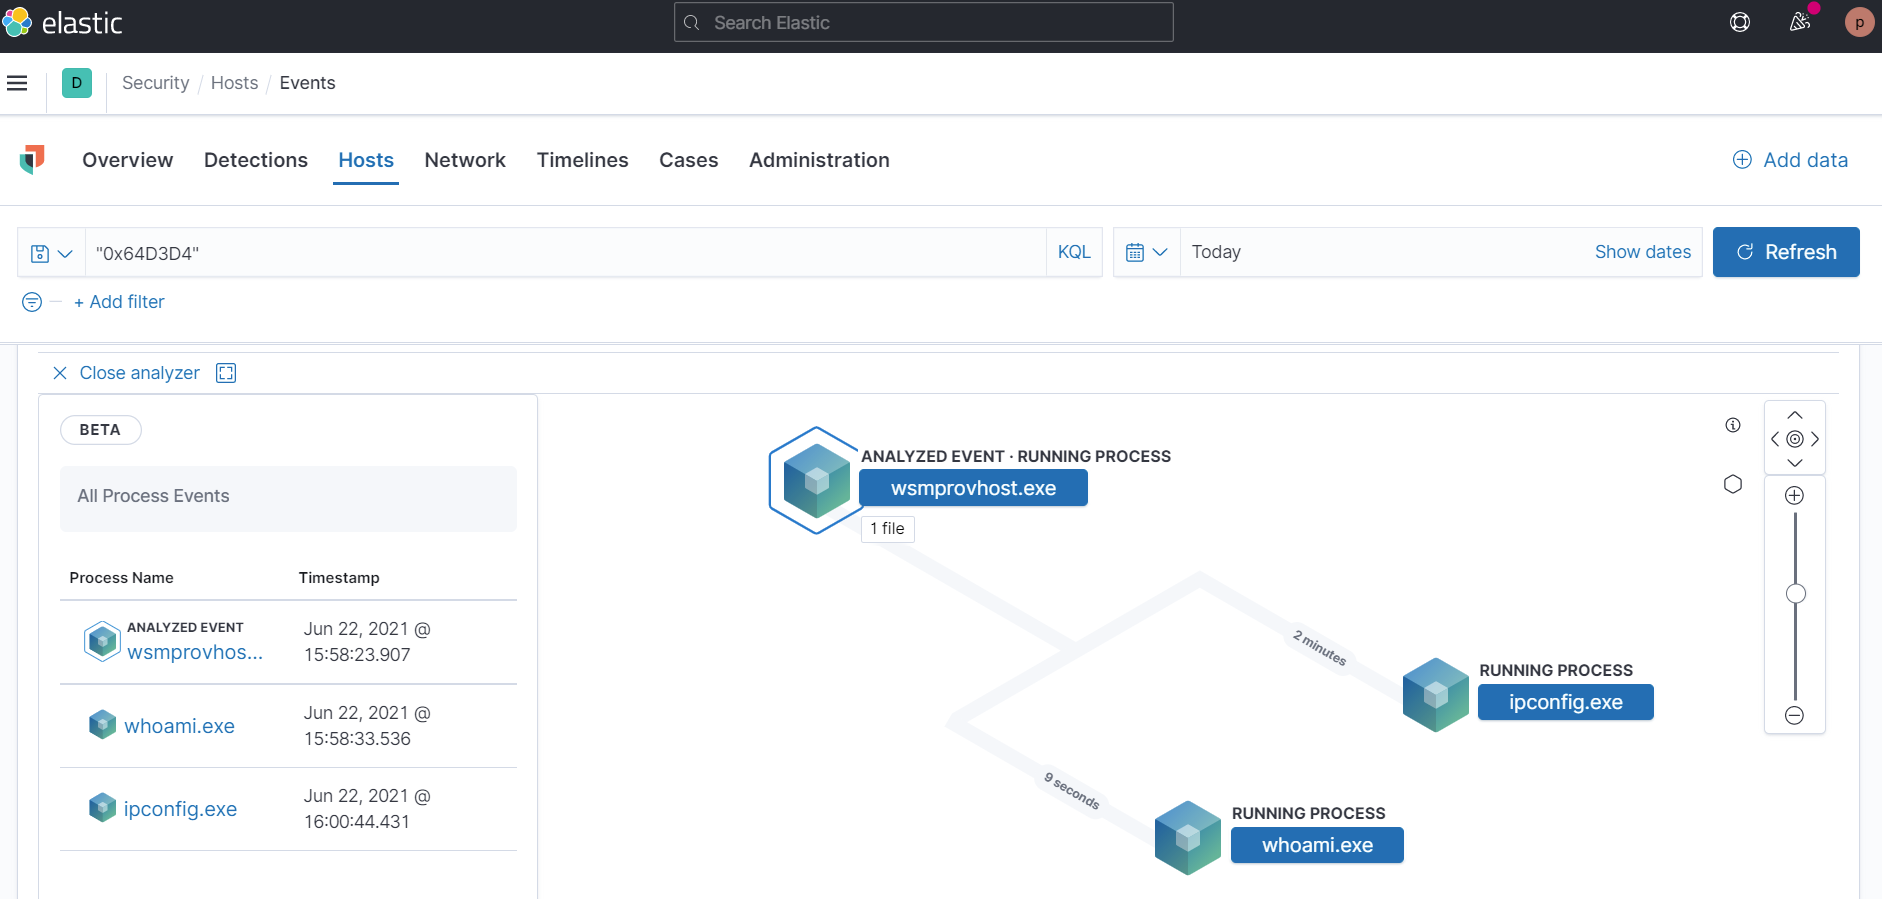 elastic
Search Elastic
p
D
Security / Hosts / Events
Overview Detections Hosts Network Timelines Cases Administration
Add data
"0x64D3D4"
KQL
Today
Show dates
Refresh
+ Add filter
Close analyzer
BETA
All Process Events
Process Name Timestamp
ANALYZED EVENT
wsmprovhos...
Jun 22, 2021 @
15:58:23.907
whoami.exe
Jun 22, 2021 @
15:58:33.536
ipconfig.exe
Jun 22, 2021 @
16:00:44.431
ANALYZED EVENT · RUNNING PROCESS
wsmprovhost.exe
1 file
2 minutes
RUNNING PROCESS
ipconfig.exe
9 seconds
RUNNING PROCESS
whoami.exe